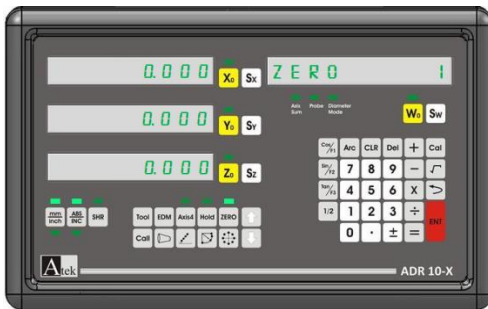 0.000 X0 Sx ZERO 1
Axis Sum Probe Diameter Mode
0.000 Y0 Sy W0 Sw
0.000 Z0 Sz
Cos/F1 Arc CLR Del + Cal
Sin/F2 7 8 9 -
Tan/F3 4 5 6 X
1/2 1 2 3 ÷ ENT
0 . ± =
mm inch ABS INC SHR
Tool EDM Axis4 Hold ZERO
Call
Atek ADR 10-X